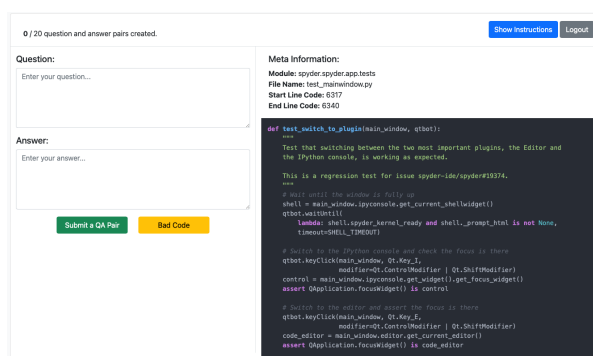 0 / 20 question and answer pairs created.
Show Instructions
Logout
Question:
Enter your question...
Answer:
Enter your answer...
Submit a QA Pair
Bad Code
Meta Information:
Module: spyder.spyder.app.tests
File Name: test_mainwindow.py
Start Line Code: 6317
End Line Code: 6340
def test_switch_to_plugin(main_window, qtbot):
"""
Test that switching between the two most important plugins, the Editor and
the IPython console, is working as expected.
This is a regression test for issue spyder-ide/spyder#19374.
"""
# Wait until the window is fully up
shell = main_window.ipyconsole.get_current_shellwidget()
qtbot.waitUntil(
lambda: shell.spyder_kernel_ready and shell._prompt_html is not None,
timeout=SHELL_TIMEOUT)
# Switch to the IPython console and check the focus is there
qtbot.keyClick(main_window, Qt.Key_I,
modifier=Qt.ControlModifier | Qt.ShiftModifier)
control = main_window.ipyconsole.get_widget().get_focus_widget()
assert QApplication.focusWidget() is control
# Switch to the editor and assert the focus is there
qtbot.keyClick(main_window, Qt.Key_E,
modifier=Qt.ControlModifier | Qt.ShiftModifier)
code_editor = main_window.editor.get_current_editor()
assert QApplication.focusWidget() is code_editor